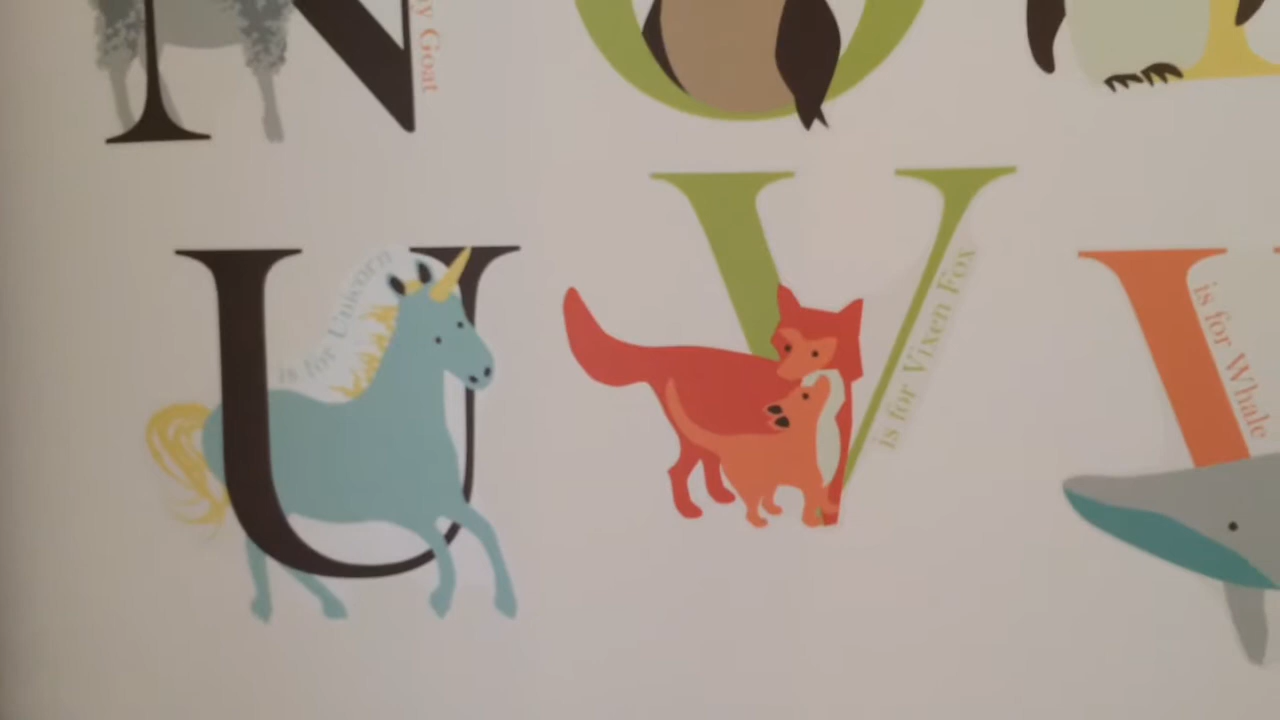 N
y Goat
O
U
is for Unicorn
V
is for Vixen Fox
is for Whale